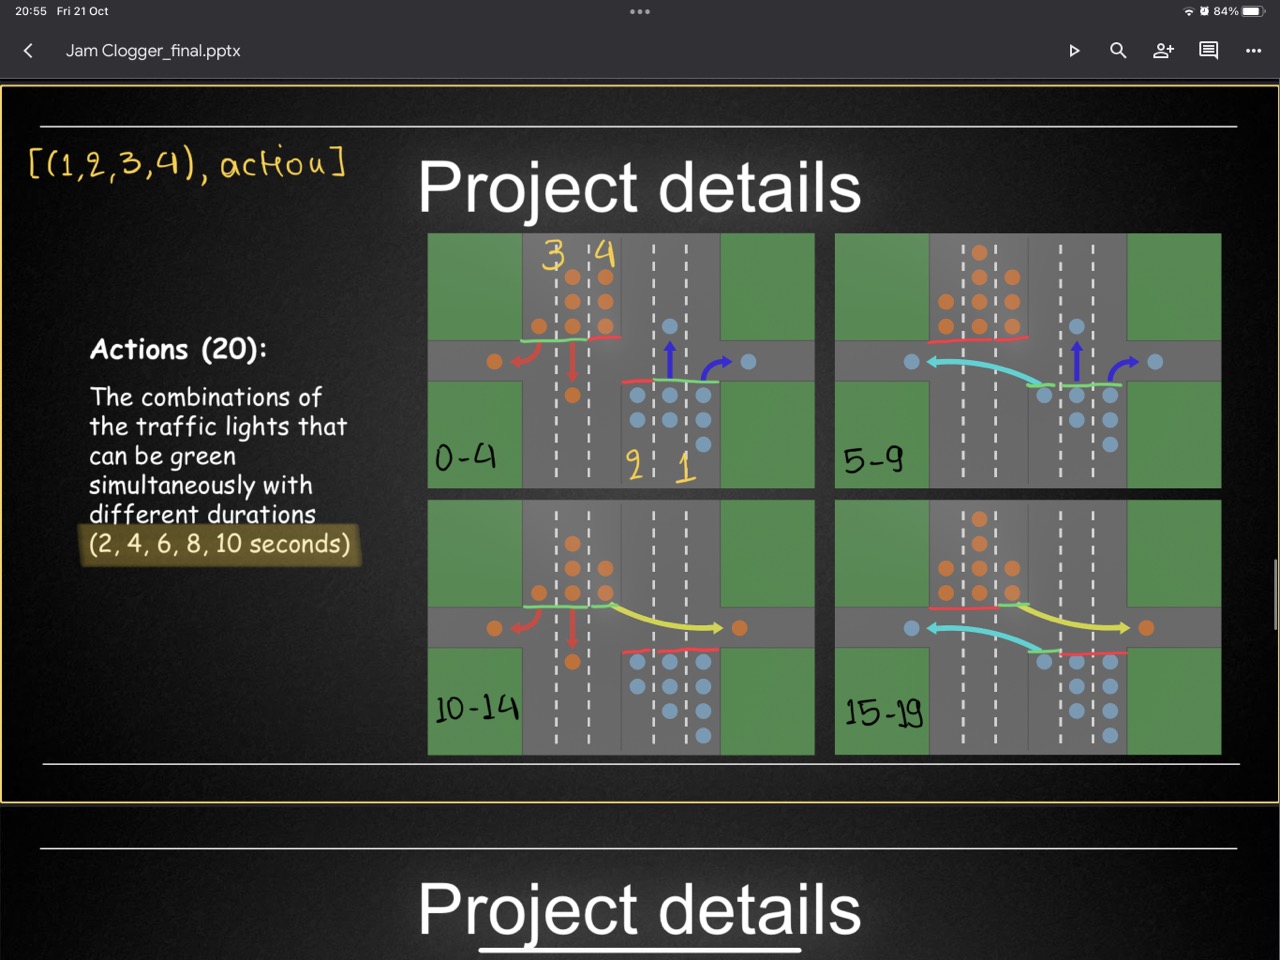 20:55 Fri 21 Oct
84%
Jam Clogger_final.pptx
[(1,2,3,4), action]
Project details
Actions (20):
The combinations of
the traffic lights that
can be green
simultaneously with
different durations
(2, 4, 6, 8, 10 seconds)
3 4
2 1
0-4
5-9
10-14
15-19
Project details